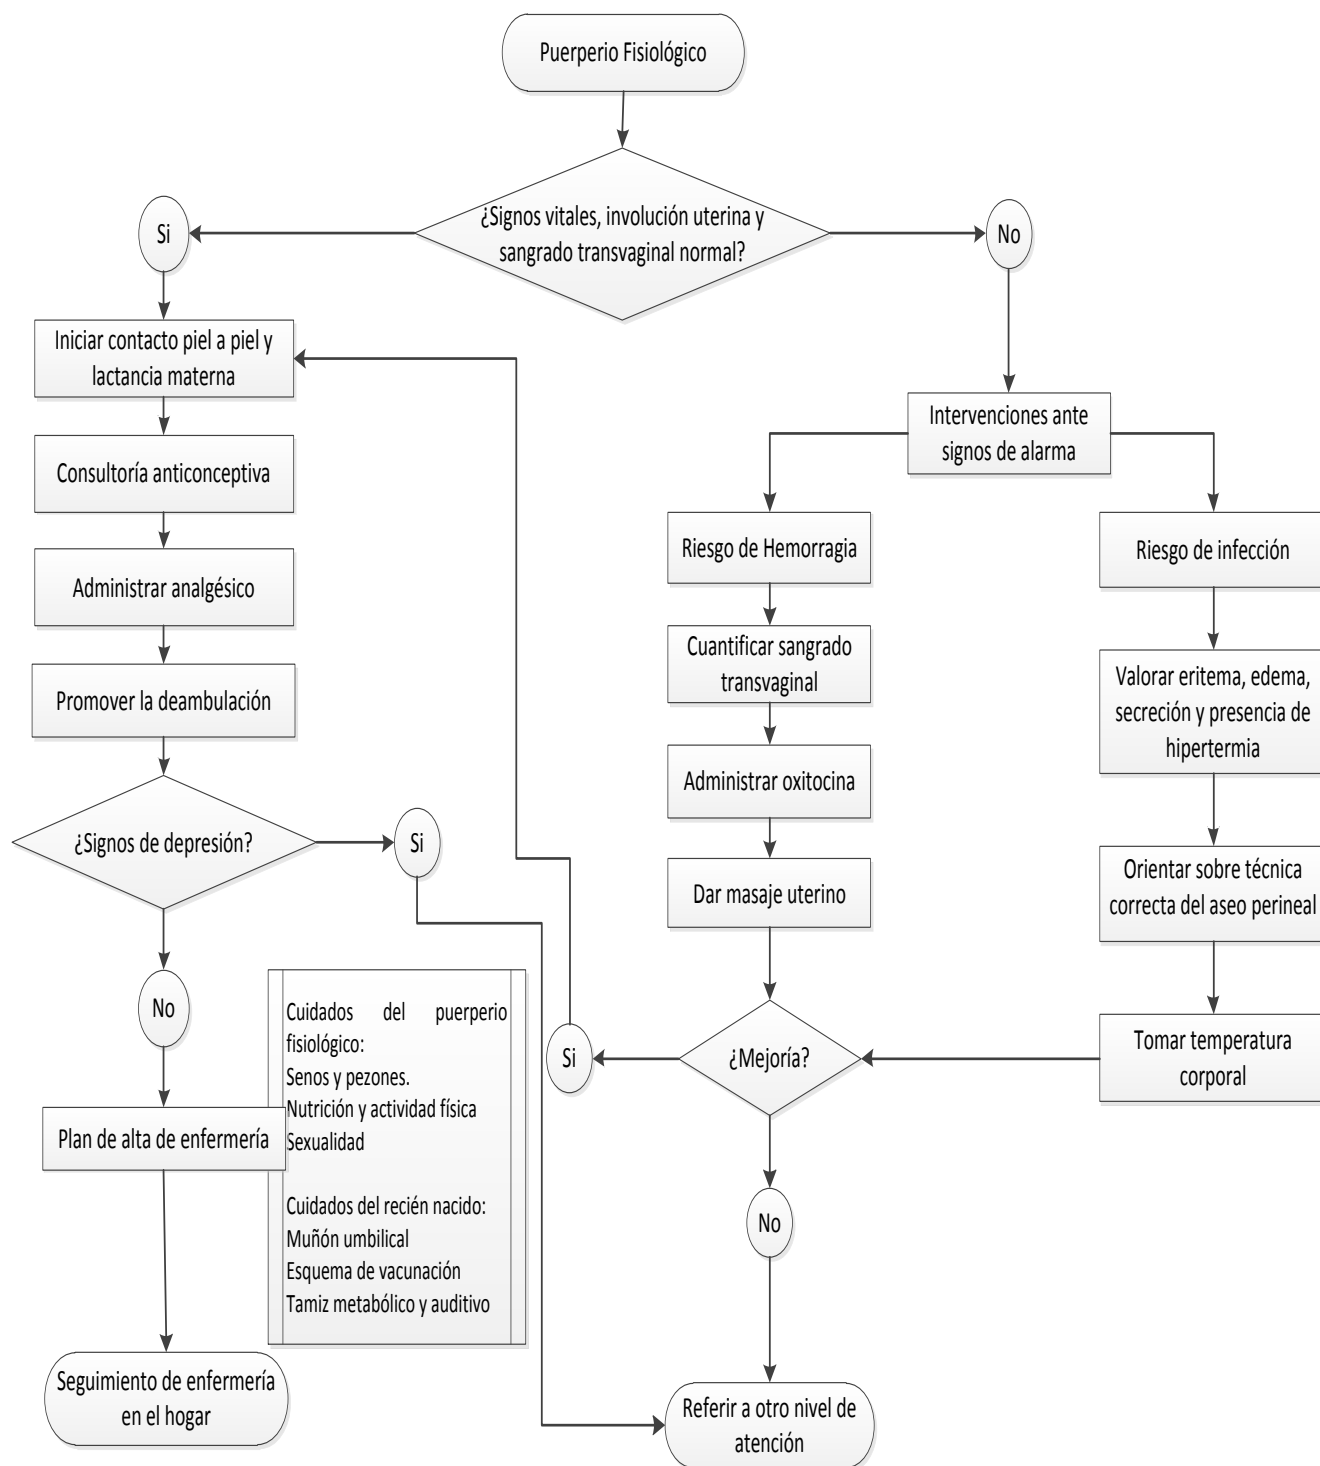 Puerperio Fisiológico
¿Signos vitales, involución uterina y
sangrado transvaginal normal?
Si
No
Iniciar contacto piel a piel y
lactancia materna
Consultoría anticonceptiva
Administrar analgésico
Promover la deambulación
¿Signos de depresión?
Si
No
Plan de alta de enfermería
Seguimiento de enfermería
en el hogar
Cuidados del puerperio
fisiológico:
Senos y pezones.
Nutrición y actividad física
Sexualidad
Cuidados del recién nacido:
Muñón umbilical
Esquema de vacunación
Tamiz metabólico y auditivo
Intervenciones ante
signos de alarma
Riesgo de Hemorragia
Cuantificar sangrado
transvaginal
Administrar oxitocina
Dar masaje uterino
¿Mejoría?
Si
No
Referir a otro nivel de
atención
Riesgo de infección
Valorar eritema, edema,
secreción y presencia de
hipertermia
Orientar sobre técnica
correcta del aseo perineal
Tomar temperatura
corporal